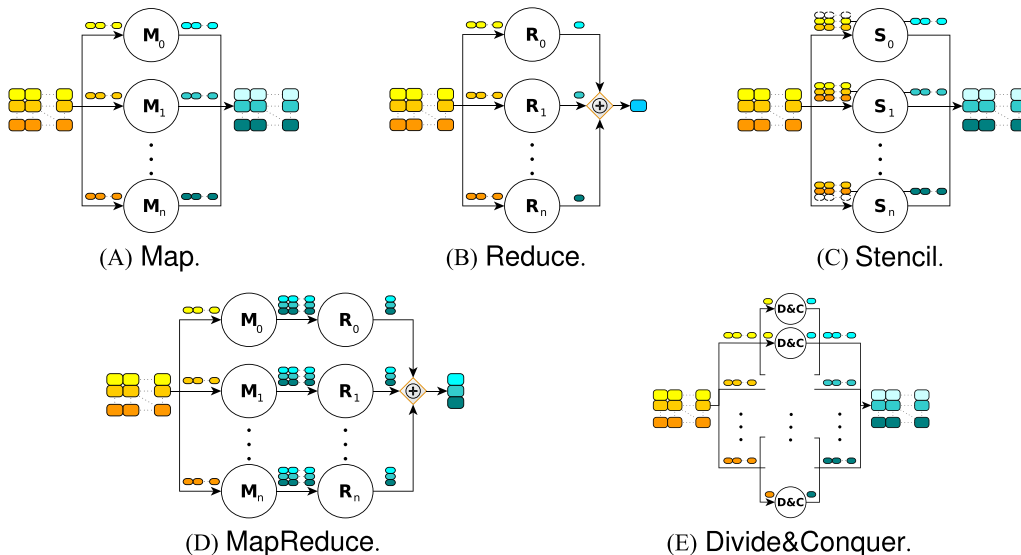 M0
M1
Mn
(A) Map.
R0
R1
Rn
+
(B) Reduce.
S0
S1
Sn
(C) Stencil.
M0 R0
M1 R1
+
Mn Rn
(D) MapReduce.
D&C
D&C
D&C
(E) Divide&Conquer.